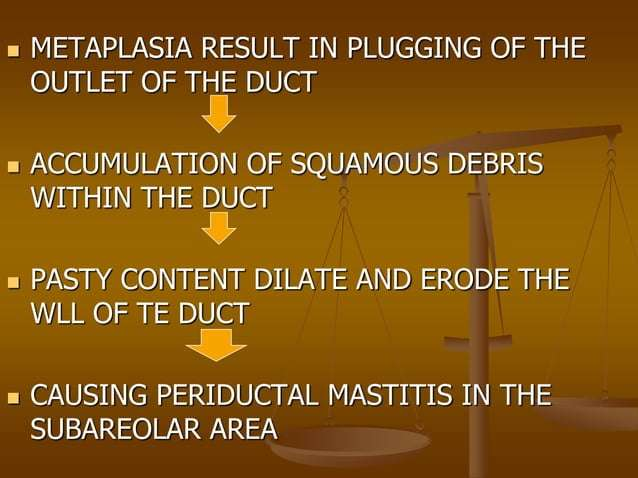 METAPLASIA RESULT IN PLUGGING OF THE
OUTLET OF THE DUCT
ACCUMULATION OF SQUAMOUS DEBRIS
WITHIN THE DUCT
PASTY CONTENT DILATE AND ERODE THE
WLL OF TE DUCT
CAUSING PERIDUCTAL MASTITIS IN THE
SUBAREOLAR AREA